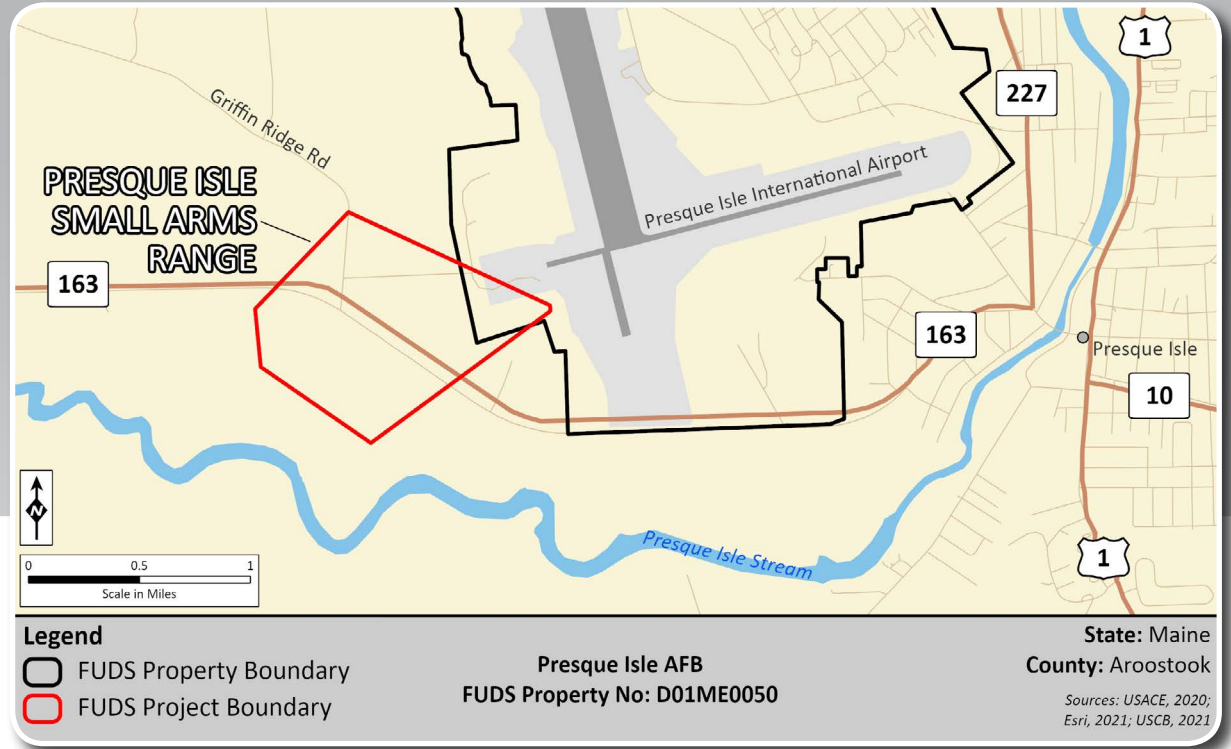 1
227
Griffin Ridge Rd
PRESQUE ISLE
SMALL ARMS
RANGE
Presque Isle International Airport
163
163
Presque Isle
10
Presque Isle Stream
1
N
0 0.5 1
Scale in Miles
Legend
FUDS Property Boundary
FUDS Project Boundary
Presque Isle AFB
FUDS Property No: D01ME0050
State: Maine
County: Aroostook
Sources: USACE, 2020;
Esri, 2021; USCB, 2021